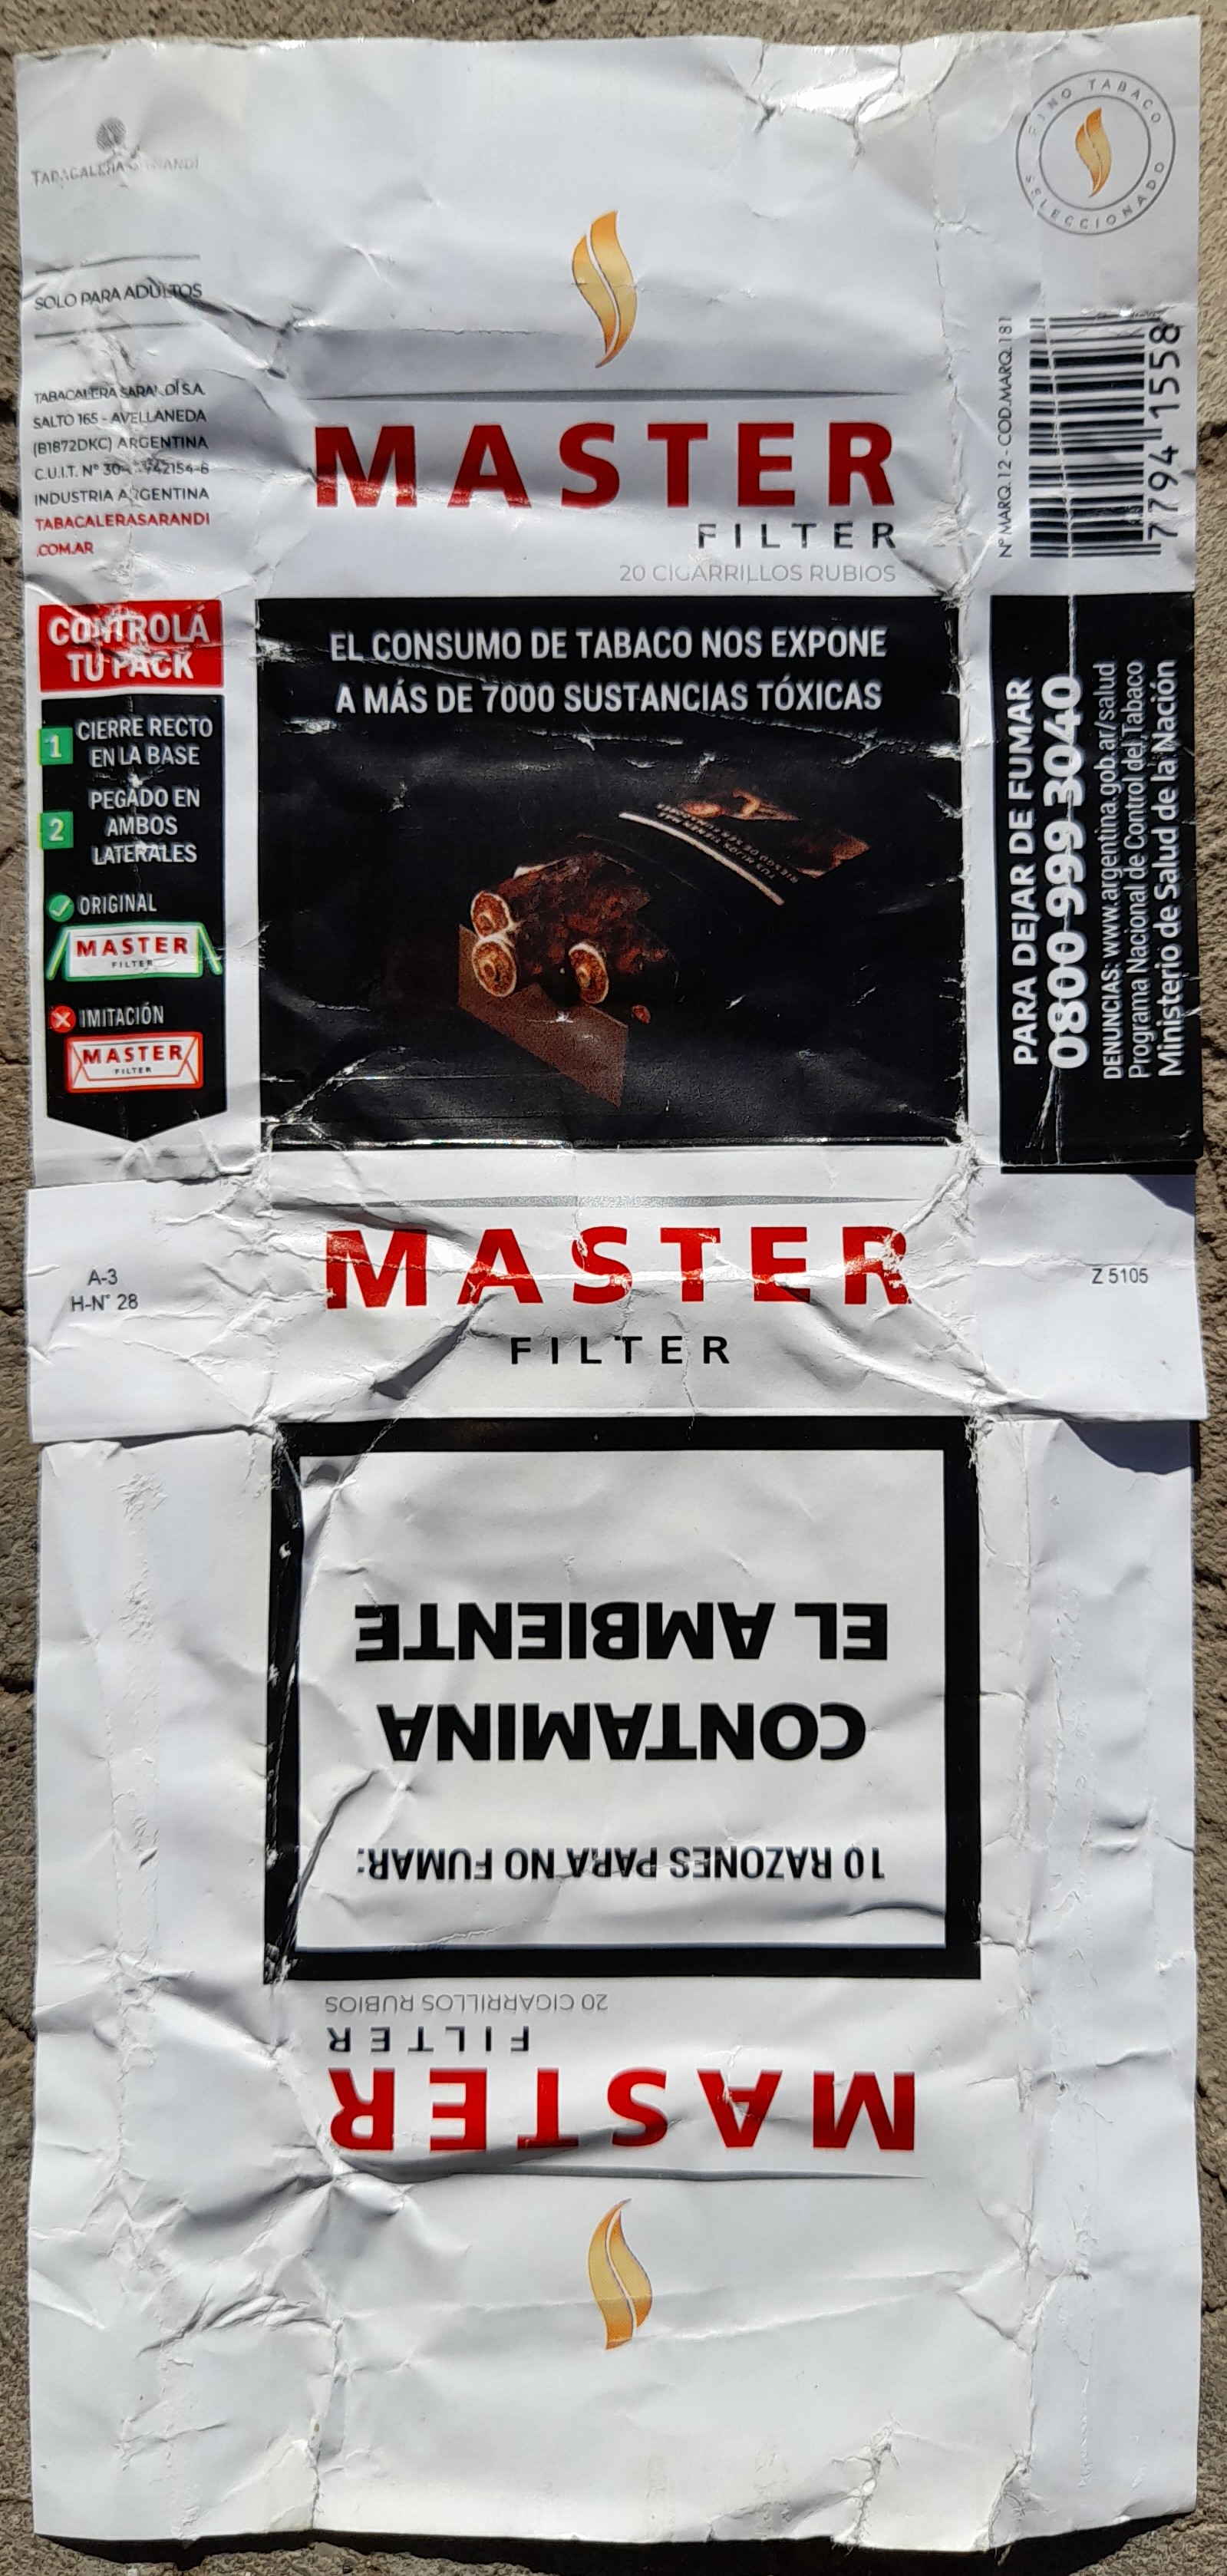 TABACALERA SARANDÍ
SOLO PARA ADULTOS
TABACALERA SARANDÍ S.A.
SALTO 165 - AVELLANEDA
(B1872DKC) ARGENTINA
C.U.I.T. Nº
INDUSTRIA ARGENTINA
TABACALERASARANDI
.COM.AR
CONTROLÁ
TU PACK
1 CIERRE RECTO
EN LA BASE
2 PEGADO EN
AMBOS
LATERALES
ORIGINAL
MASTER
FILTER
IMITACIÓN
MASTER
FILTER
MASTER
FILTER
20 CIGARRILLOS RUBIOS
EL CONSUMO DE TABACO NOS EXPONE
A MÁS DE 7000 SUSTANCIAS TÓXICAS
FINO TABACO
SELECCIONADO
Nº MARQ. 12 - COD.MARQ. 181
77941558
PARA DEJAR DE FUMAR
0800 999 3040
DENUNCIAS: www.argentina.gob.ar/salud
Programa Nacional de Control del Tabaco
Ministerio de Salud de la Nación
A-3
H-N° 28
MASTER
FILTER
Z 5105
10 RAZONES PARA NO FUMAR:
CONTAMINA
EL AMBIENTE
MASTER
FILTER
20 CIGARRILLOS RUBIOS